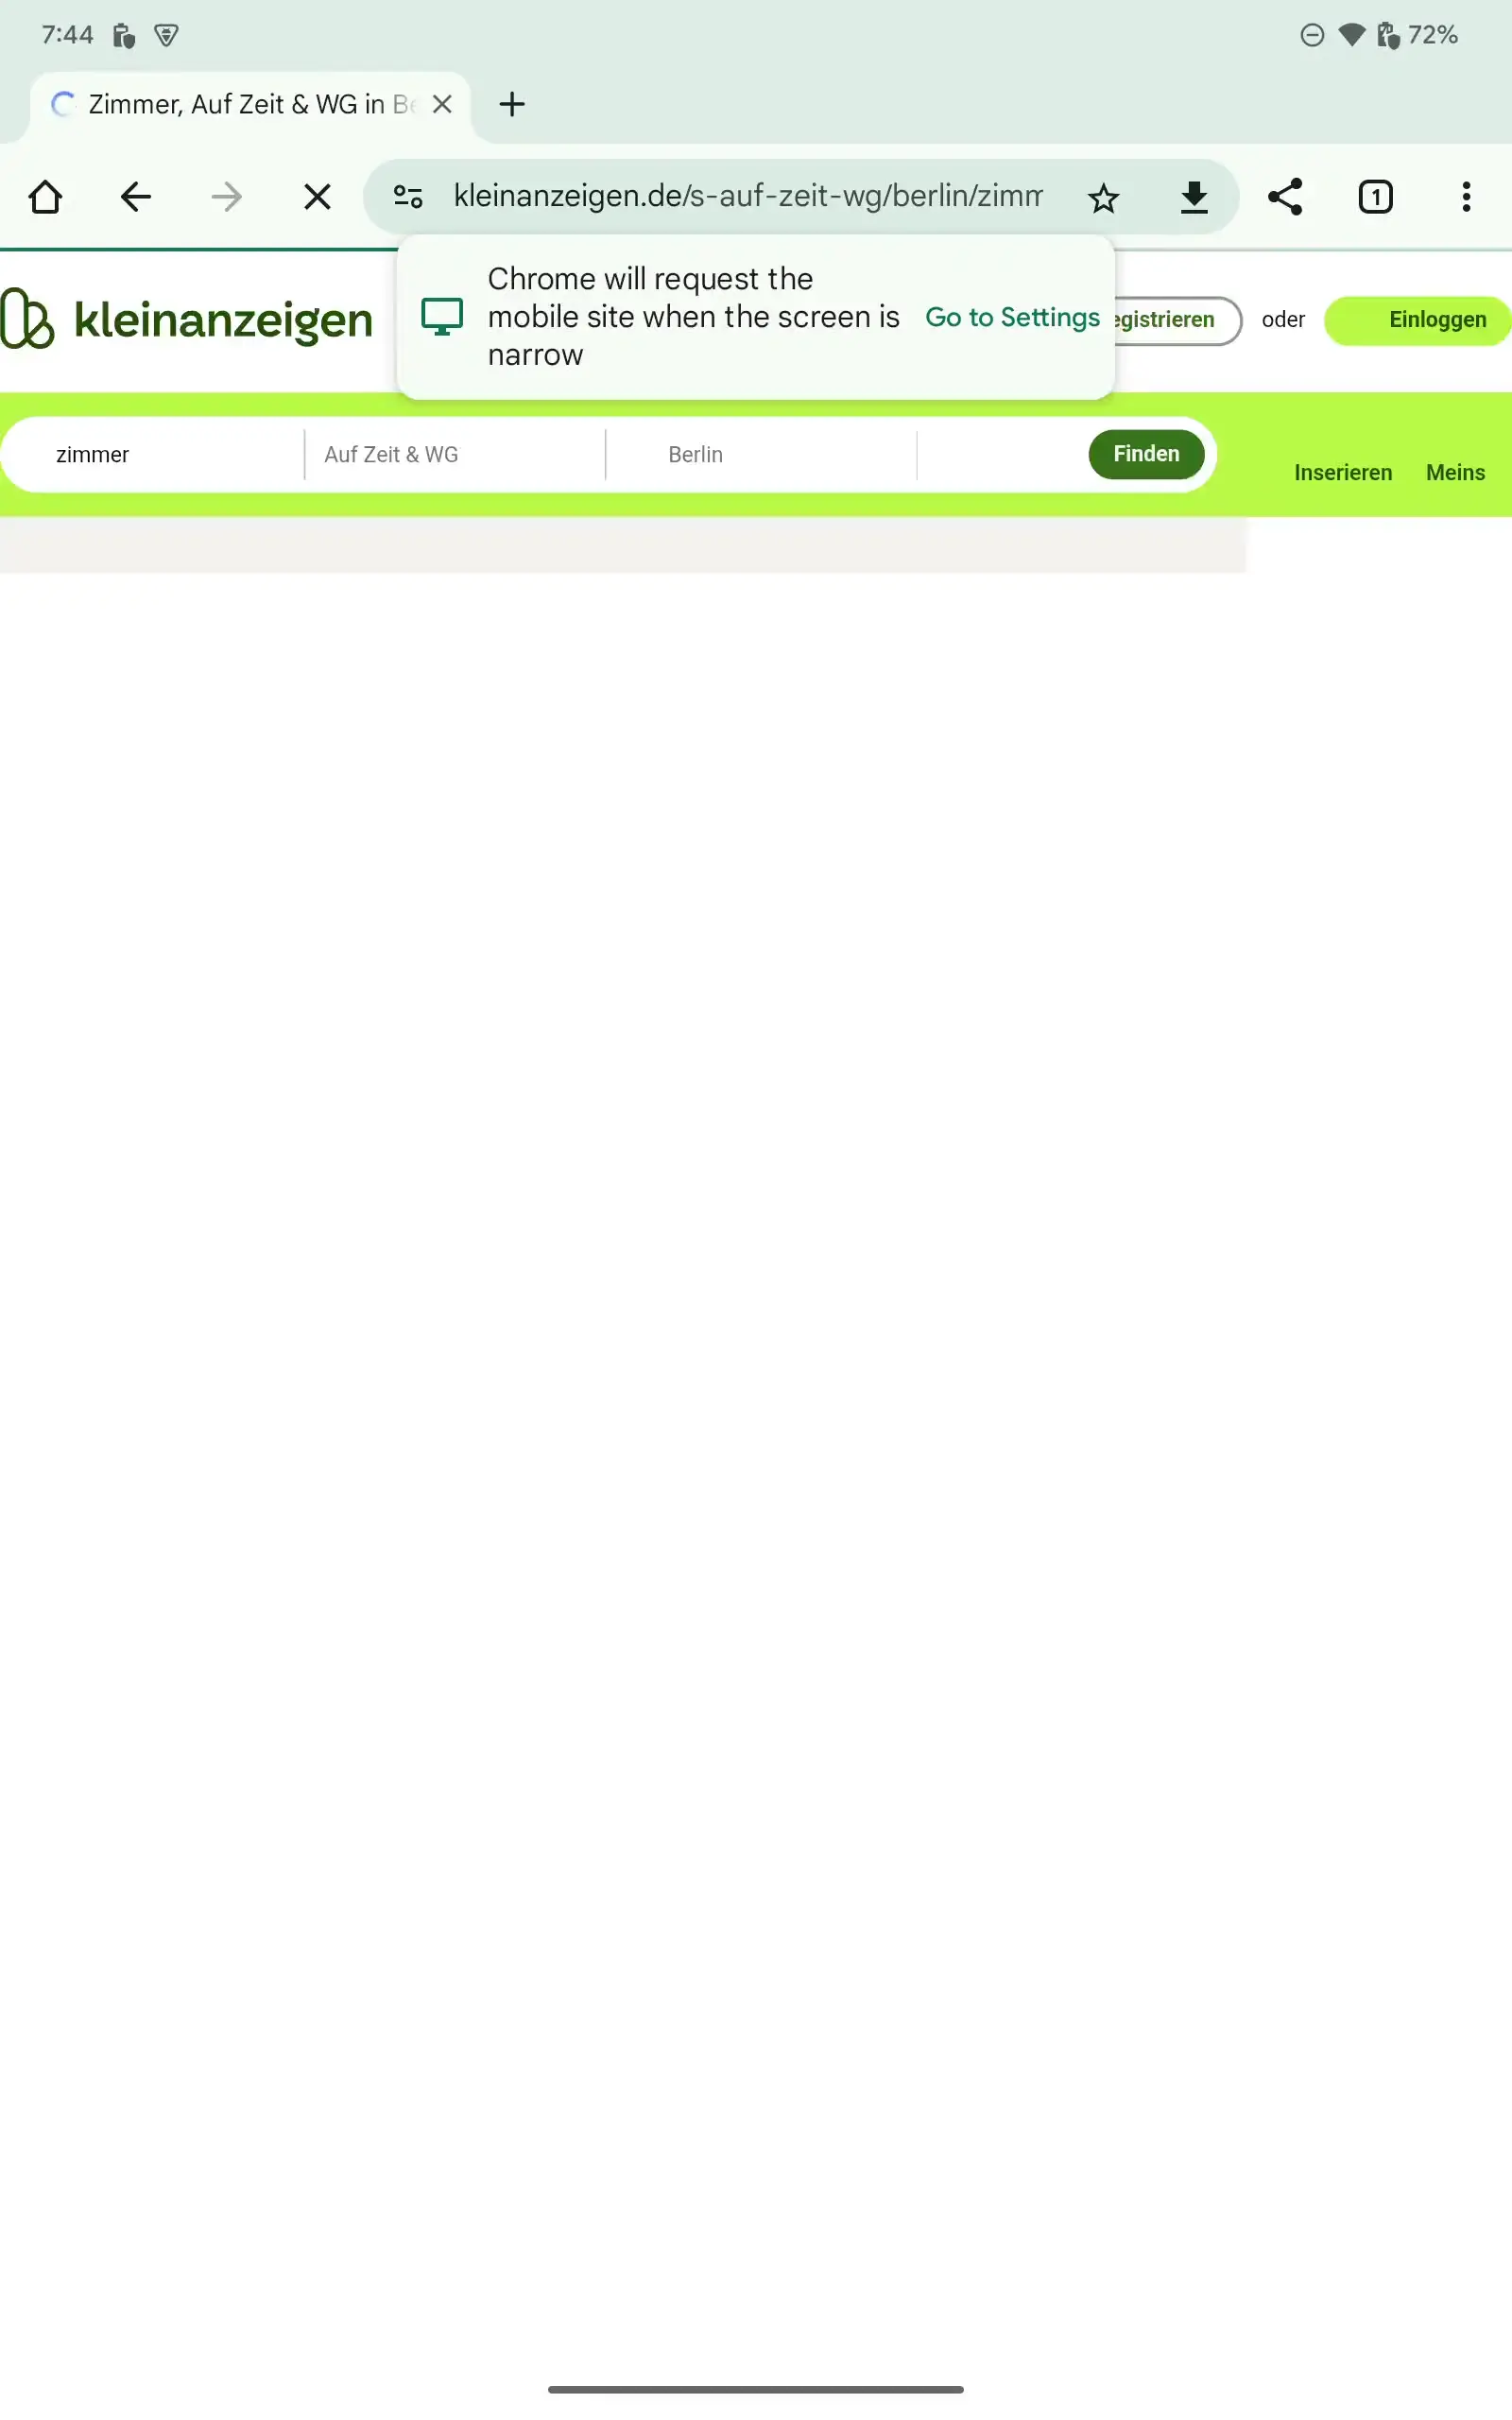 7:44 72%
Zimmer, Auf Zeit & WG in Be
kleinanzeigen.de/s-auf-zeit-wg/berlin/zimm
1
Chrome will request the
mobile site when the screen is
narrow
Go to Settings
kleinanzeigen
egistrieren oder Einloggen
zimmer Auf Zeit & WG Berlin Finden
Inserieren Meins